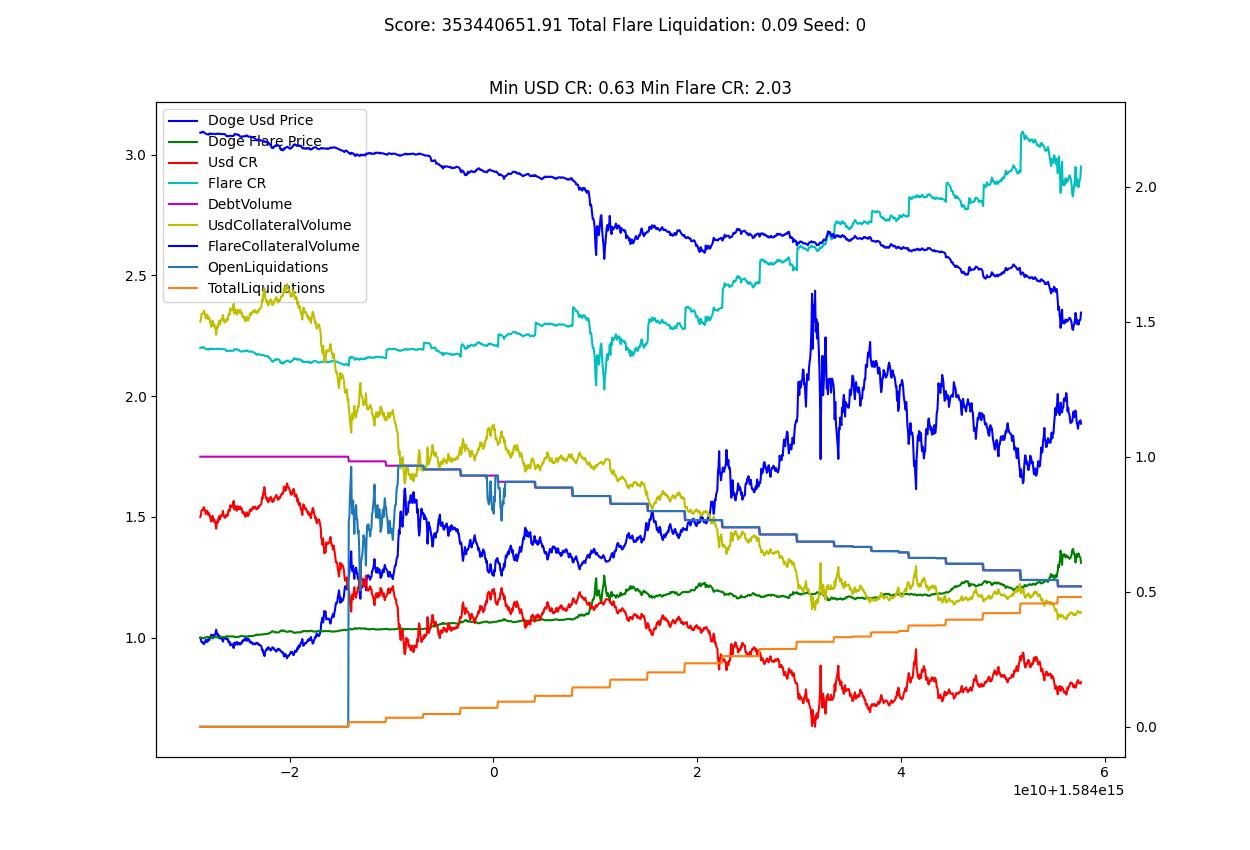 Score: 353440651.91 Total Flare Liquidation: 0.09 Seed: 0
Min USD CR: 0.63 Min Flare CR: 2.03
Doge Usd Price
Doge Flare Price
Usd CR
Flare CR
DebtVolume
UsdCollateralVolume
FlareCollateralVolume
OpenLiquidations
TotalLiquidations
3.0
2.5
2.0
1.5
1.0
2.0
1.5
1.0
0.5
0.0
−2
0
2
4
6
1e10+1.584e15